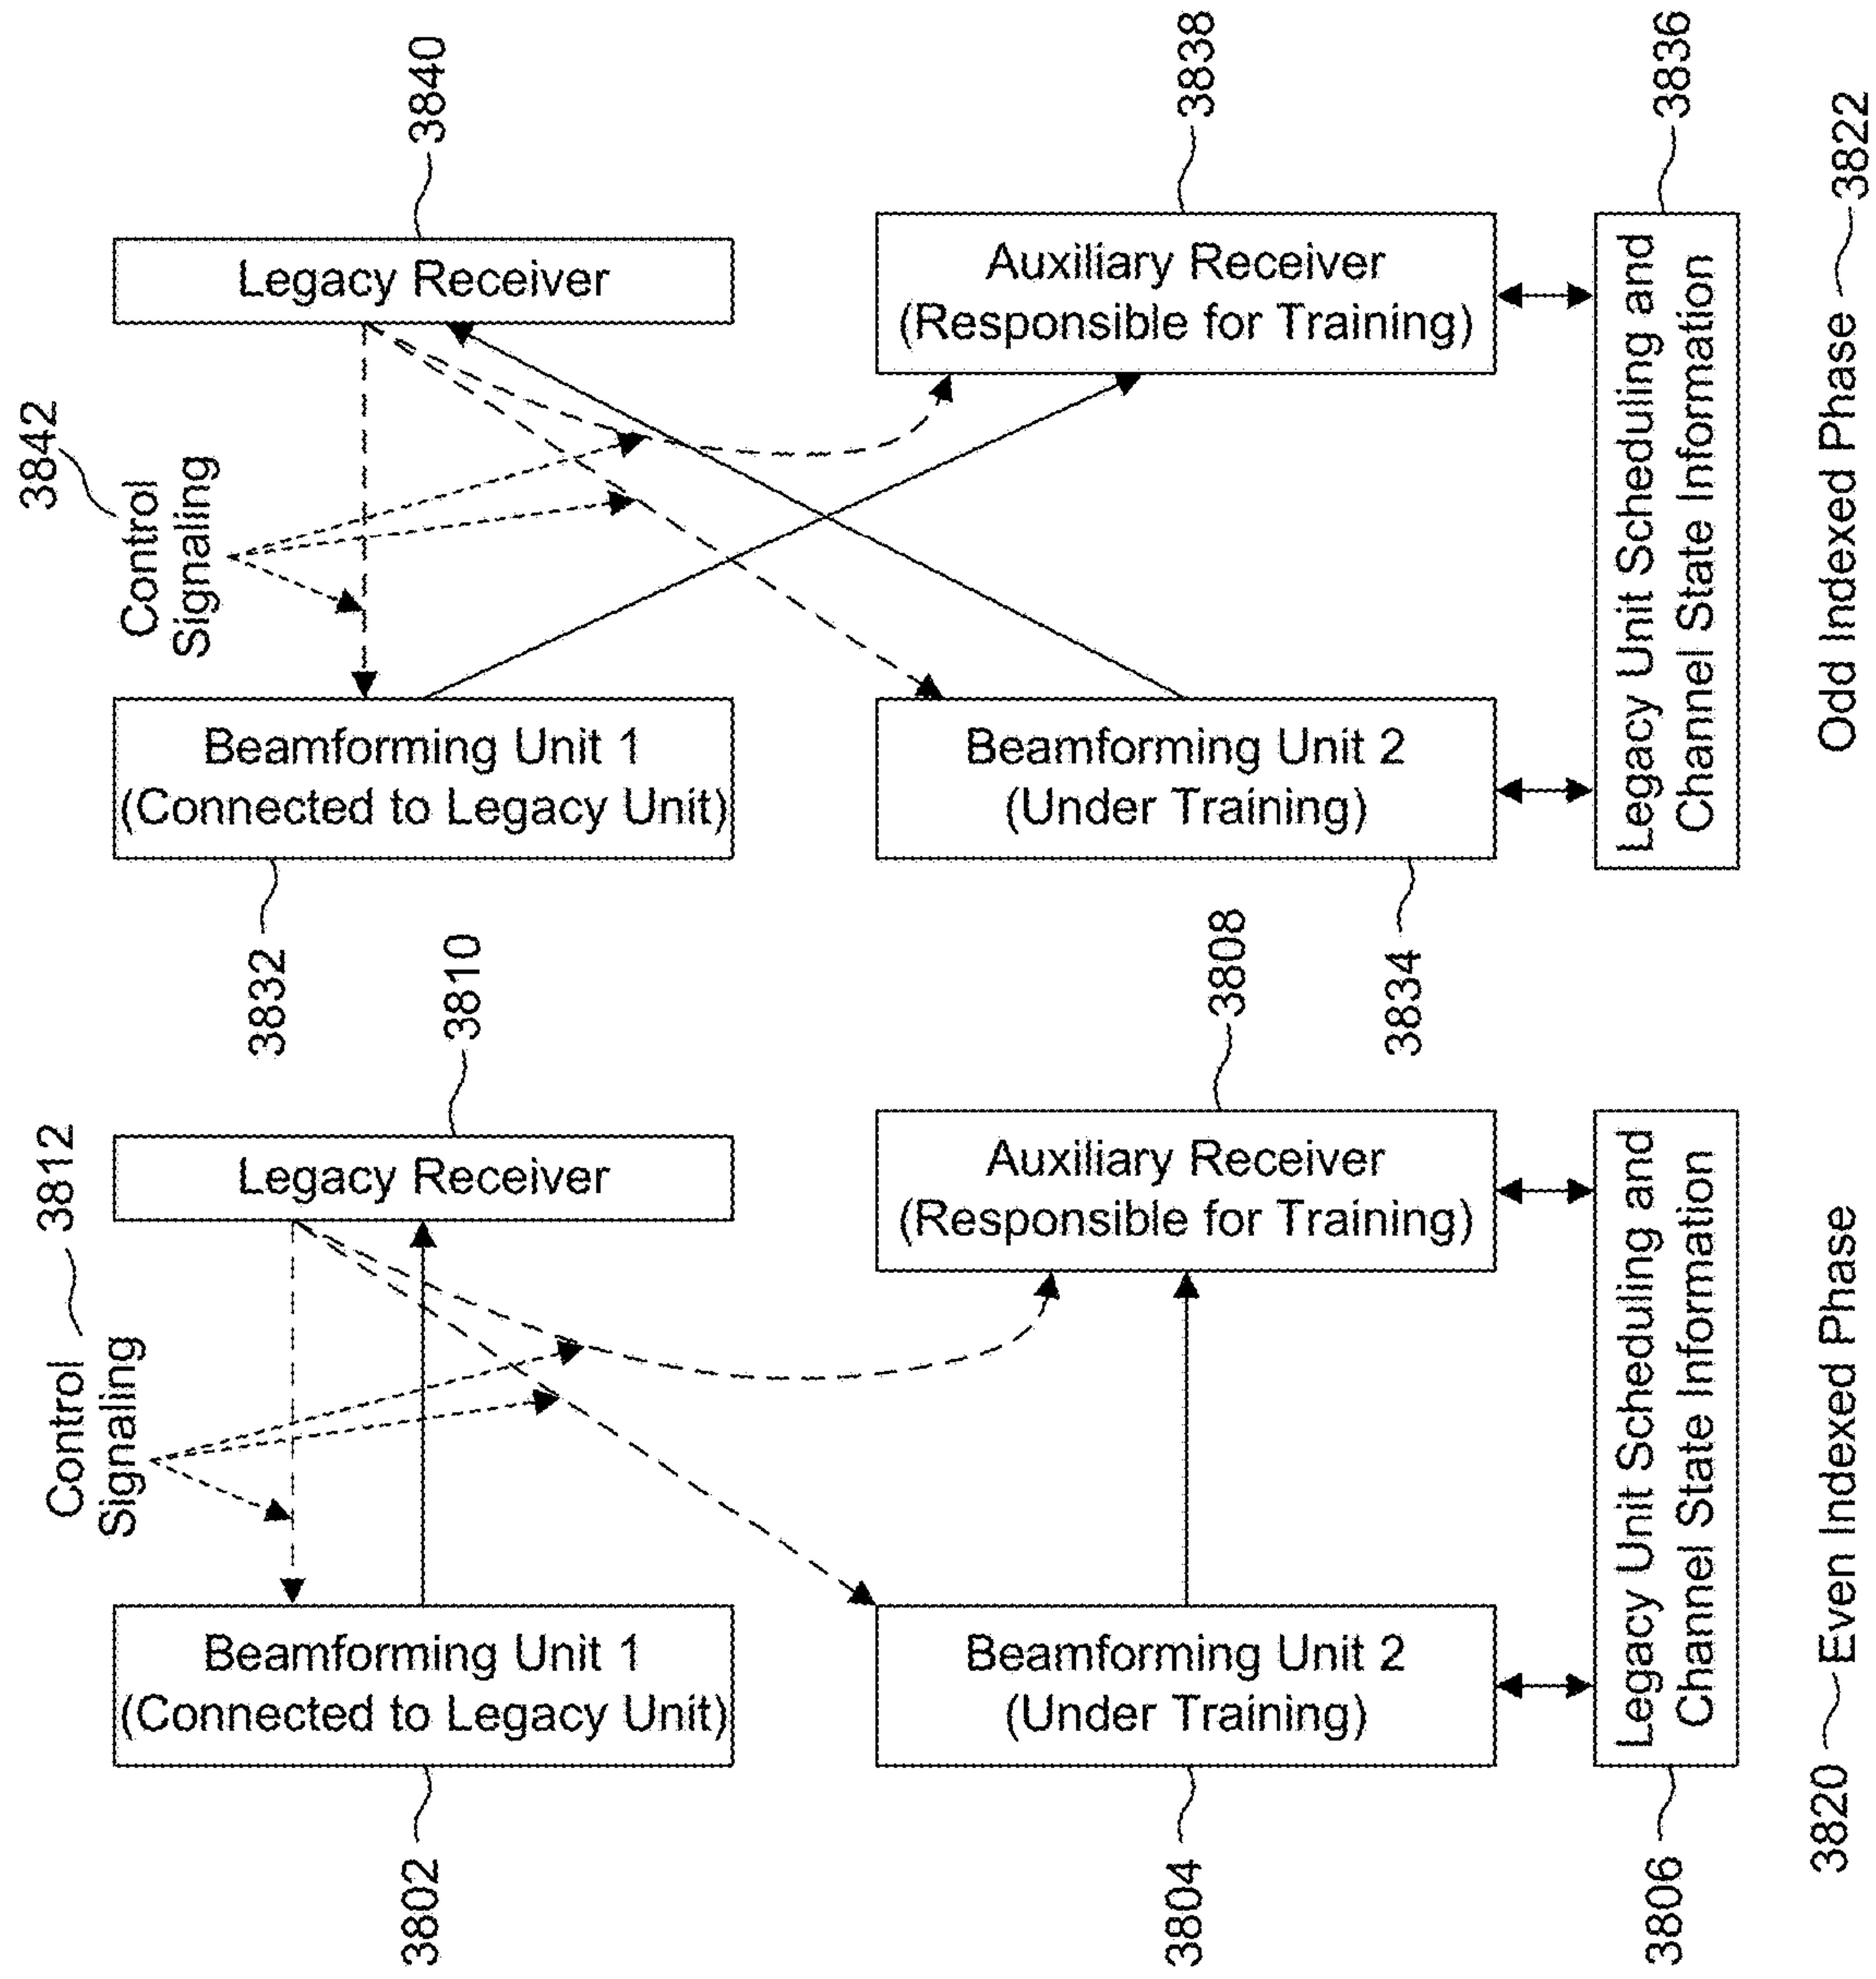 3812
Control
Signaling
Legacy Receiver
3810
Beamforming Unit 1
(Connected to Legacy Unit)
3802
Auxiliary Receiver
(Responsible for Training)
3808
Beamforming Unit 2
(Under Training)
3804
Legacy Unit Scheduling and
Channel State Information
3806
3820 Even Indexed Phase
3842
Control
Signaling
Legacy Receiver
3840
Beamforming Unit 1
(Connected to Legacy Unit)
3832
Auxiliary Receiver
(Responsible for Training)
3838
Beamforming Unit 2
(Under Training)
3834
Legacy Unit Scheduling and
Channel State Information
3836
Odd Indexed Phase 3822